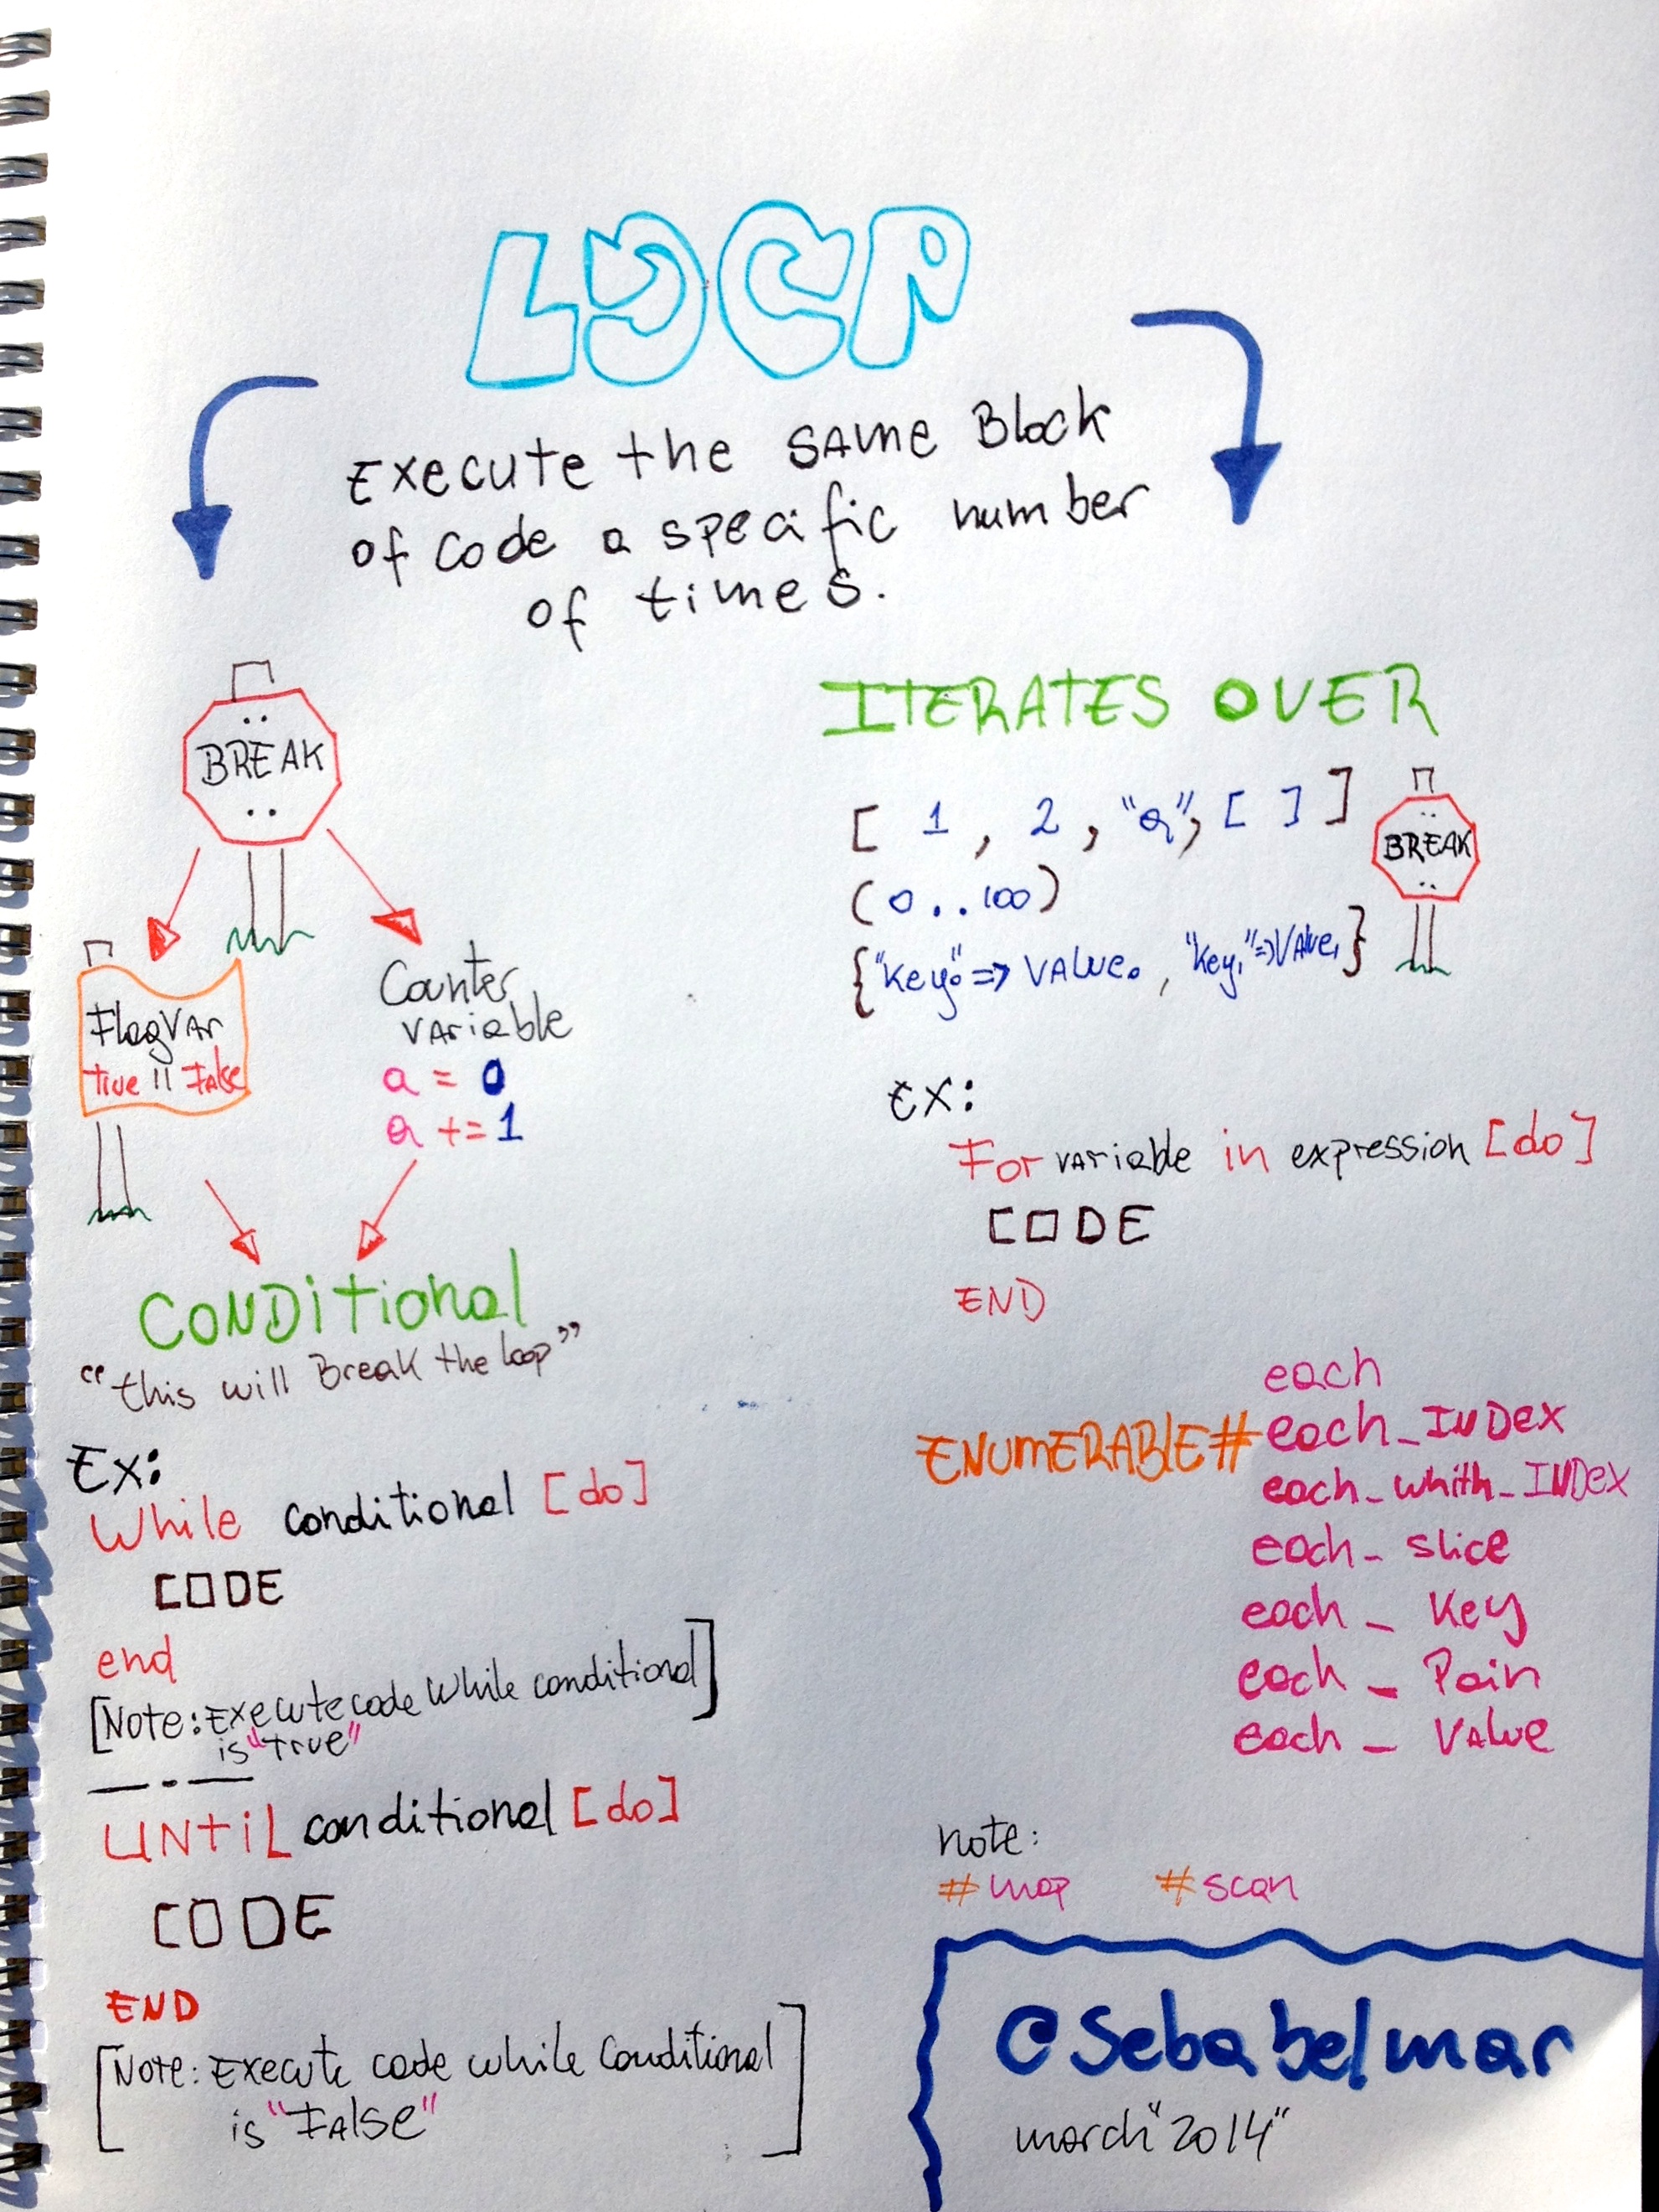 LOOP
Execute the same Block
of code a specific number
of times.
BREAK
FlagVar
true || False
Counter
variable
a = 0
a += 1
CONDitional
"this will Break the loop"
Ex:
While conditional [do]
CODE
end
[Note: Execute code While conditional]
is "true"
UNTIL conditional [do]
CODE
END
[Note: Execute code while Conditional
is "False"]
ITERATES OVER
[ 1 , 2 , "a", [ ] ]
BREAK
(0..100)
{"Key₀" => VALUE₀ , "Key₁" => VALUE₁}
Ex:
For variable in expression [do]
CODE
END
each
ENUMERABLE# each_INDex
each_whith_INDex
each_slice
each_Key
each_Pain
each_Value
note:
#map #scan
@Sebabelmar
march "2014"